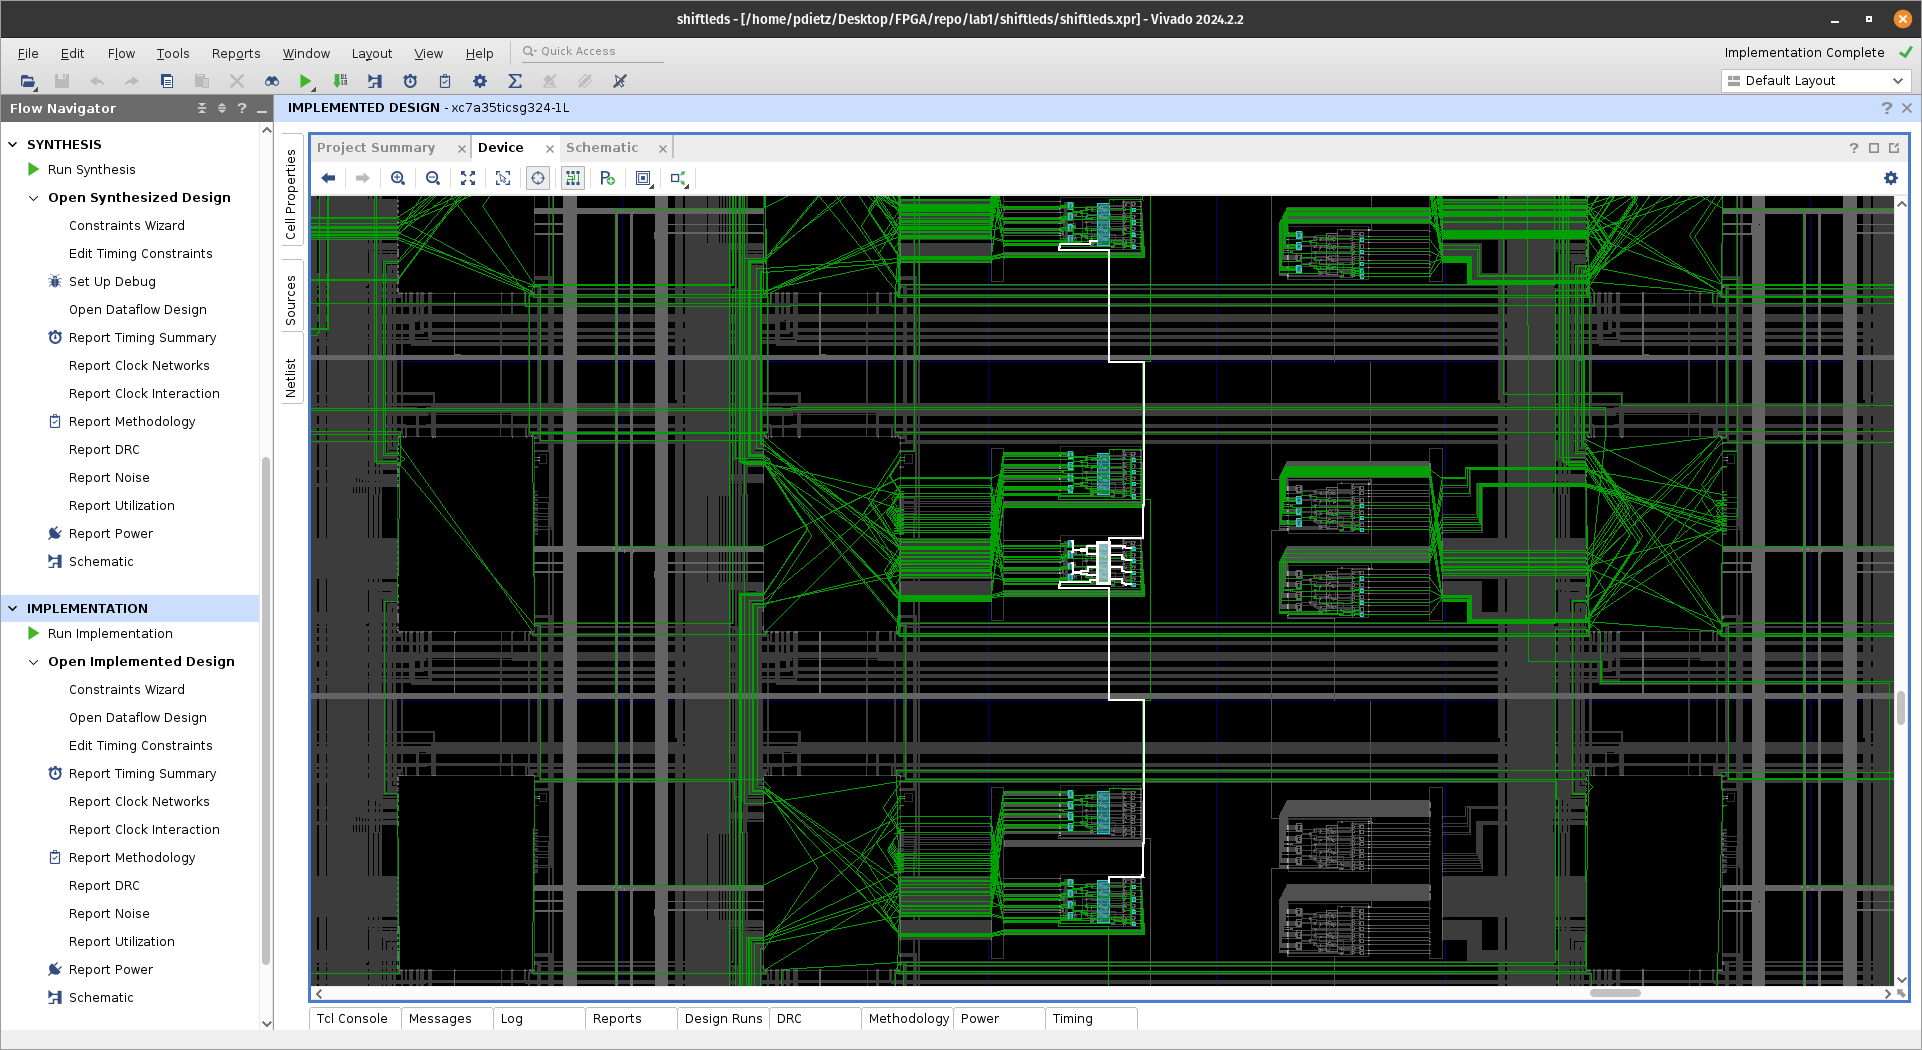 shiftleds - [/home/pdietz/Desktop/FPGA/repo/lab1/shiftleds/shiftleds.xpr] - Vivado 2024.2.2
File Edit Flow Tools Reports Window Layout View Help Quick Access
Implementation Complete
Default Layout
Flow Navigator
IMPLEMENTED DESIGN - xc7a35ticsg324-1L
SYNTHESIS
Run Synthesis
Open Synthesized Design
Constraints Wizard
Edit Timing Constraints
Set Up Debug
Open Dataflow Design
Report Timing Summary
Report Clock Networks
Report Clock Interaction
Report Methodology
Report DRC
Report Noise
Report Utilization
Report Power
Schematic
IMPLEMENTATION
Run Implementation
Open Implemented Design
Constraints Wizard
Open Dataflow Design
Edit Timing Constraints
Report Timing Summary
Report Clock Networks
Report Clock Interaction
Report Methodology
Report DRC
Report Noise
Report Utilization
Report Power
Schematic
Cell Properties
Sources
Netlist
Project Summary Device Schematic
Tcl Console Messages Log Reports Design Runs DRC Methodology Power Timing